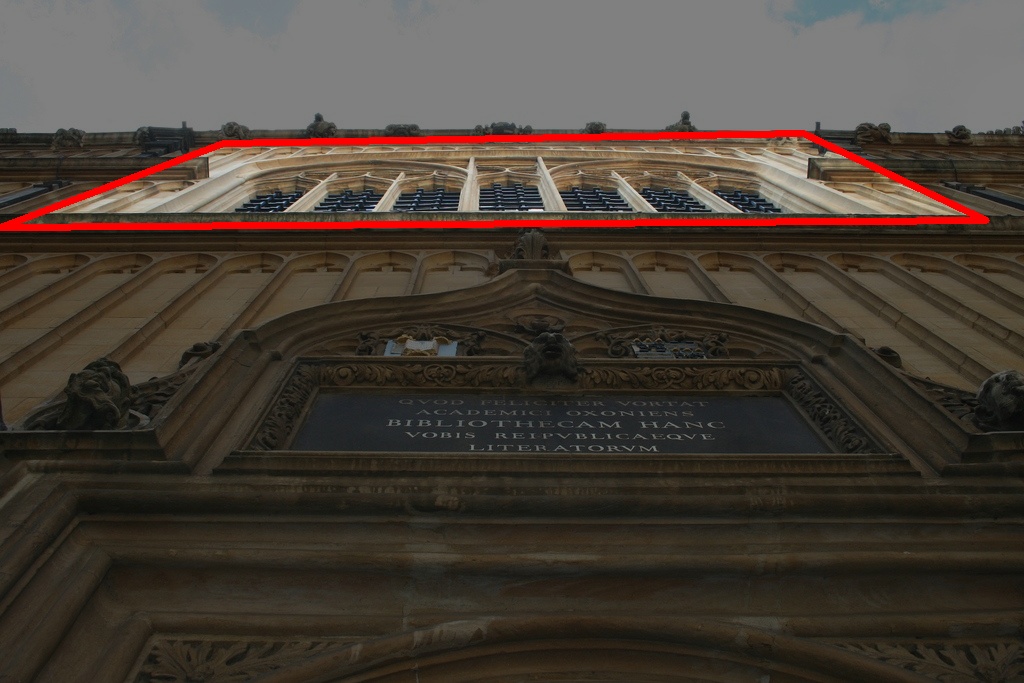 QVOD FELICITER VORTAT
ACADEMICI OXONIENS
BIBLIOTHECAM HANC
VOBIS REIPVBLICAEQVE
LITERATORVM